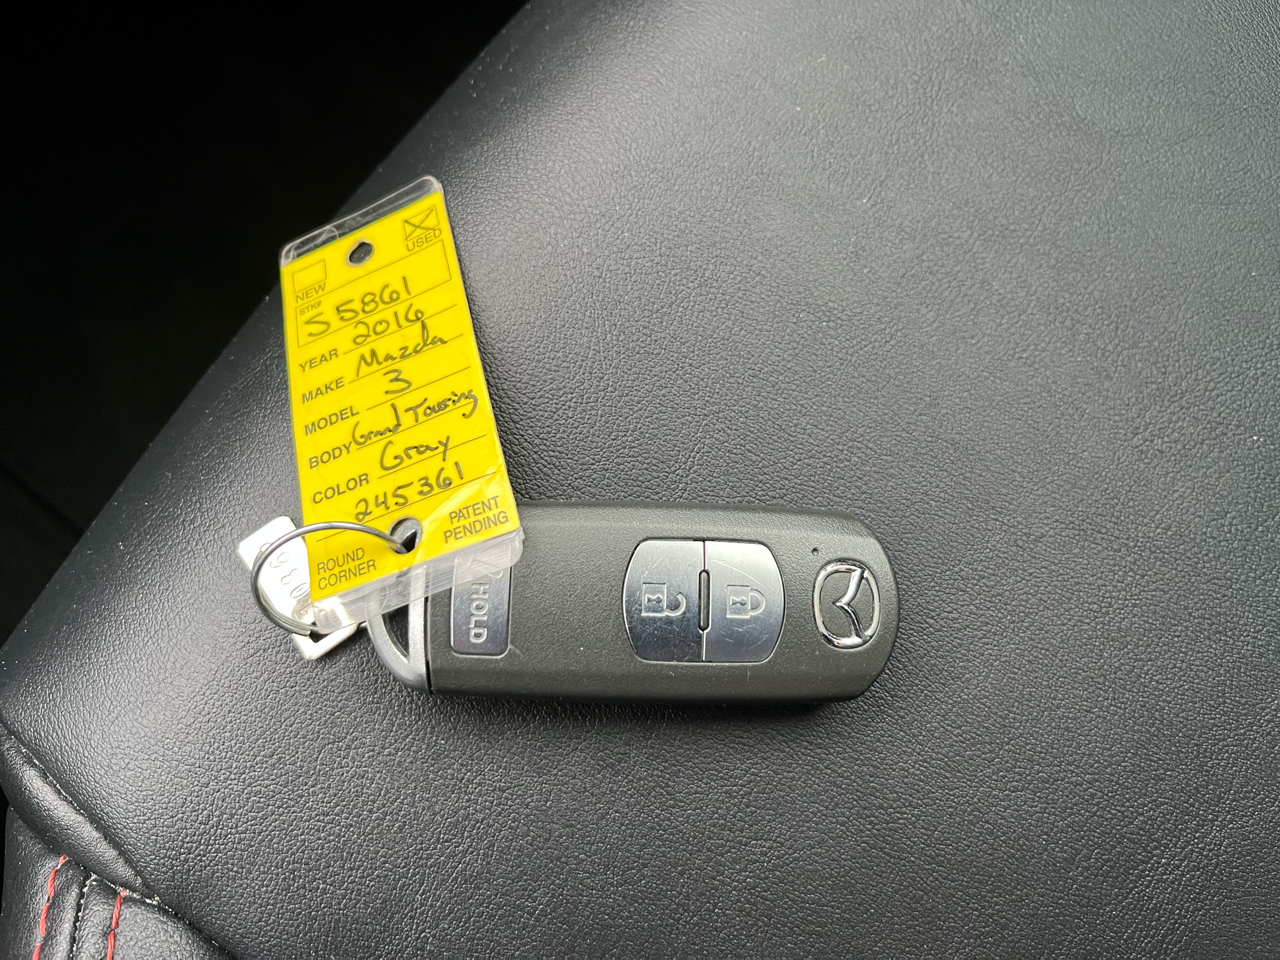 USED
NEW
STK#
S5861
YEAR 2016
MAKE Mazda
MODEL 3
BODY Grand Touring
COLOR Gray
245361
ROUND CORNER
PATENT PENDING
HOLD